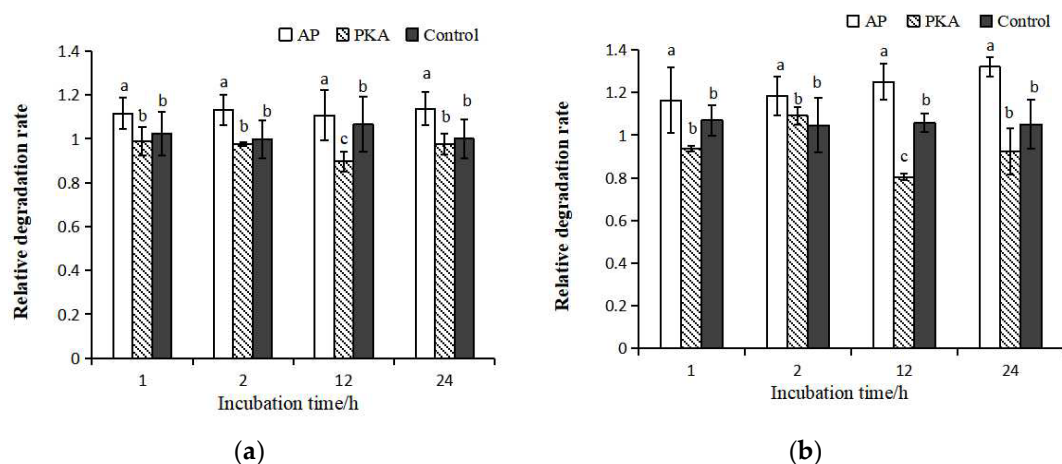 AP PKA Control
1.4
1.2
1
0.8
0.6
0.4
0.2
0
Relative degradation rate
a b b
a b b
a c b
a b b
1 2 12 24
Incubation time/h
(a)
AP PKA Control
1.4
1.2
1
0.8
0.6
0.4
0.2
0
Relative degradation rate
a b b
a b b
a c b
a b b
1 2 12 24
Incubation time/h
(b)